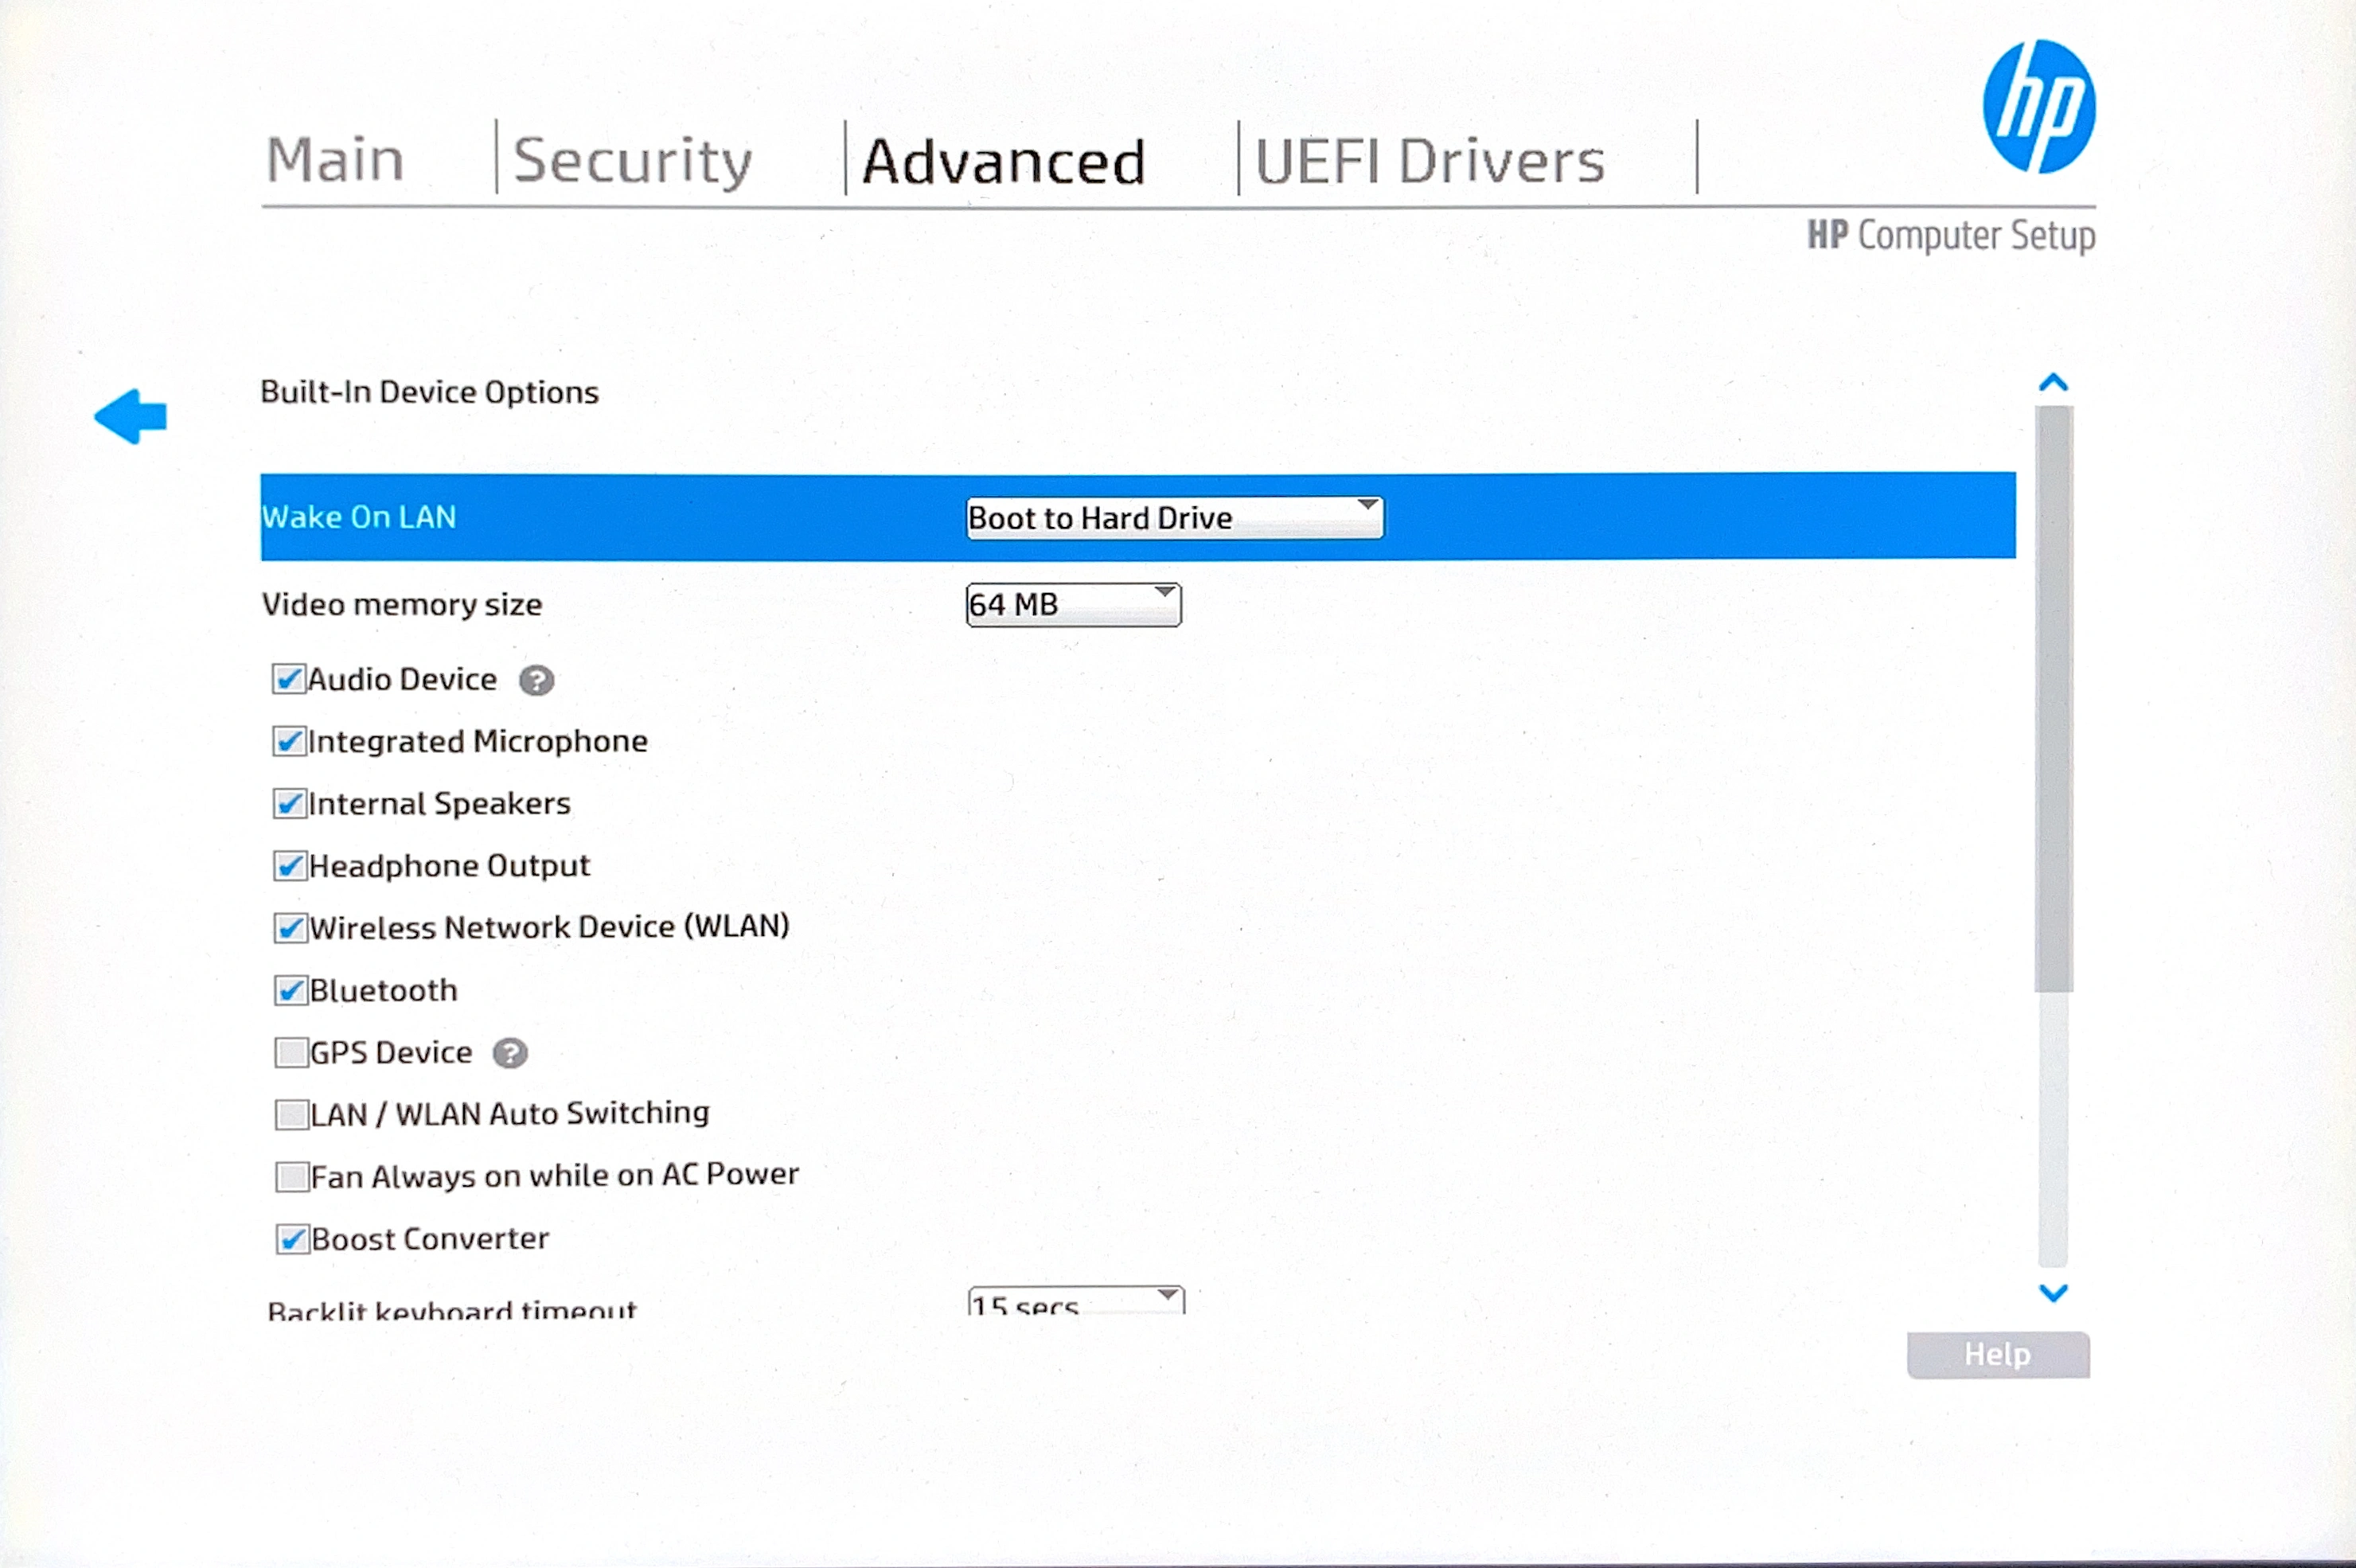 hp
Main Security Advanced UEFI Drivers
HP Computer Setup
Built-In Device Options
Wake On LAN Boot to Hard Drive
Video memory size 64 MB
Audio Device ?
Integrated Microphone
Internal Speakers
Headphone Output
Wireless Network Device (WLAN)
Bluetooth
GPS Device ?
LAN / WLAN Auto Switching
Fan Always on while on AC Power
Boost Converter
Backlit keyboard timeout 15 secs
Help